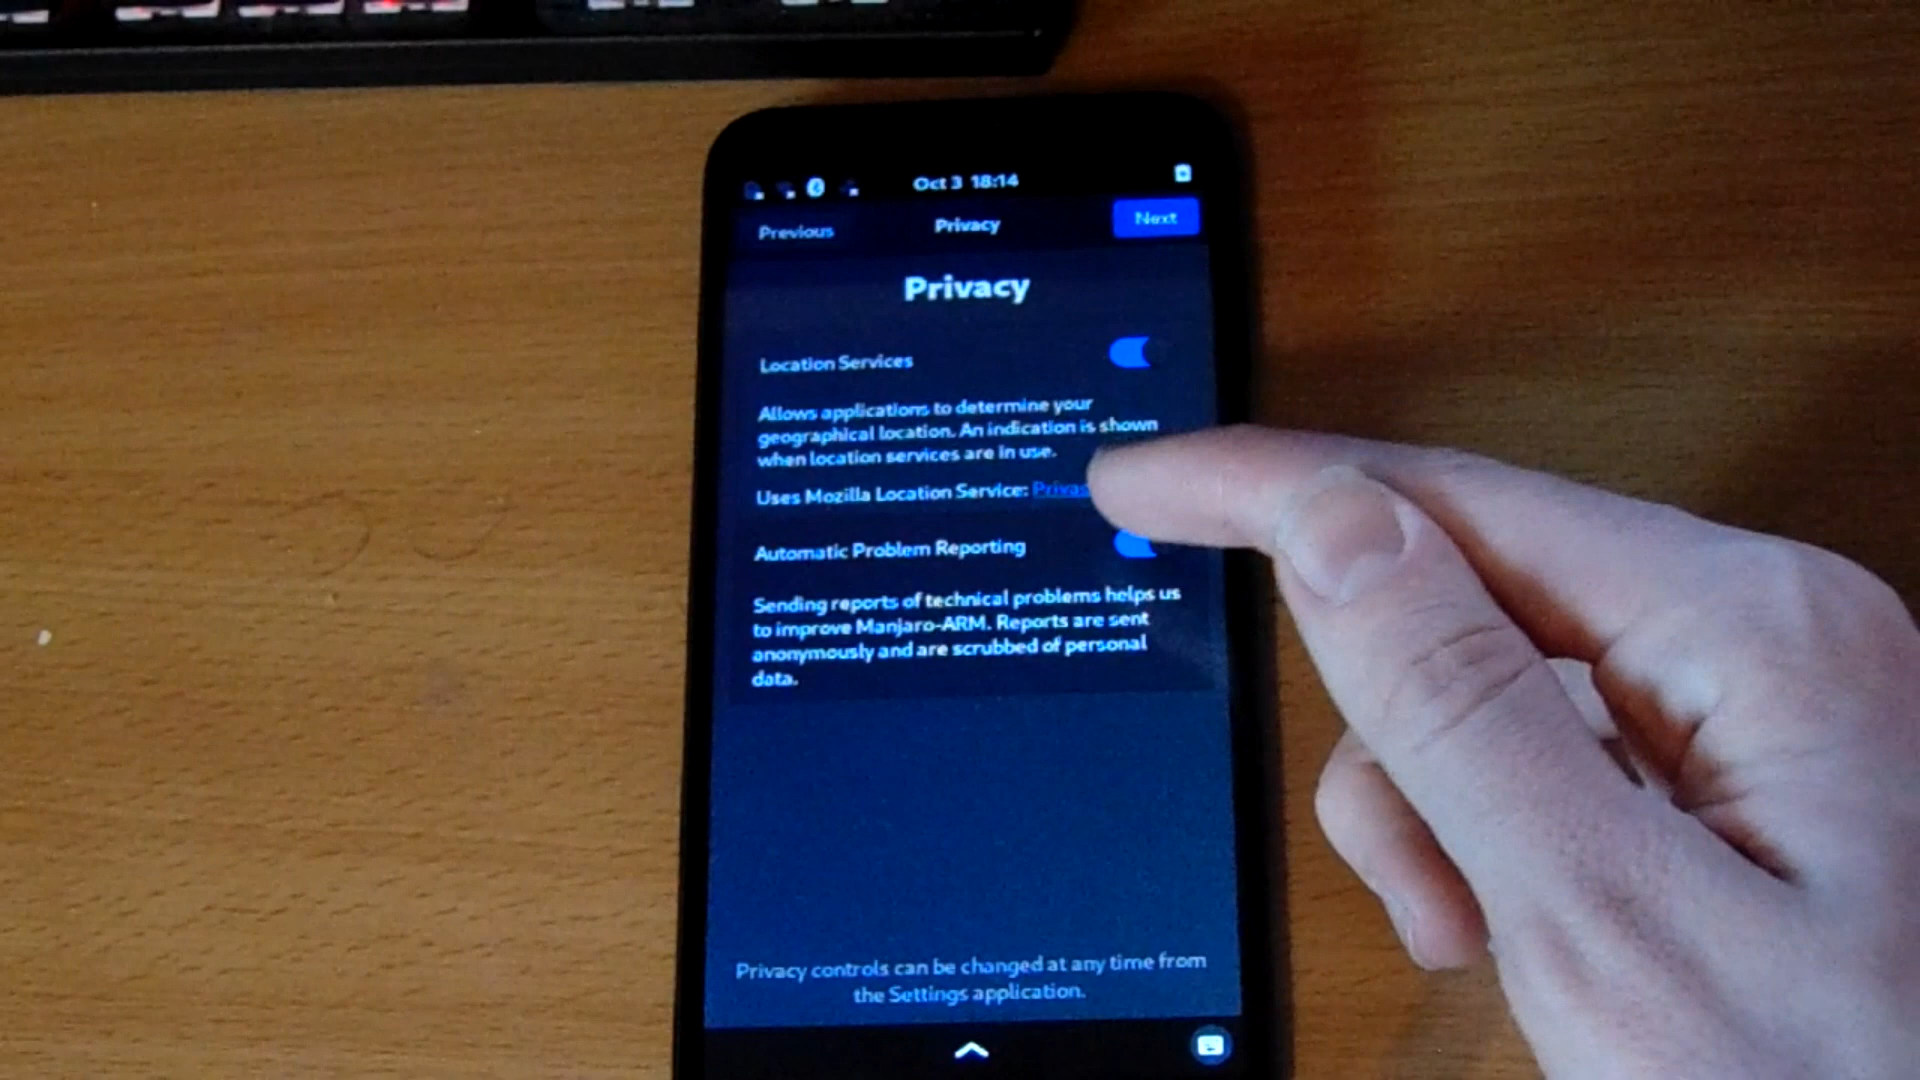 Oct 3 18:14
Previous Privacy Next
Privacy
Location Services
Allows applications to determine your
geographical location. An indication is shown
when location services are in use.
Uses Mozilla Location Service:
Automatic Problem Reporting
Sending reports of technical problems helps us
to improve Manjaro-ARM. Reports are sent
anonymously and are scrubbed of personal
data.
Privacy controls can be changed at any time from
the Settings application.